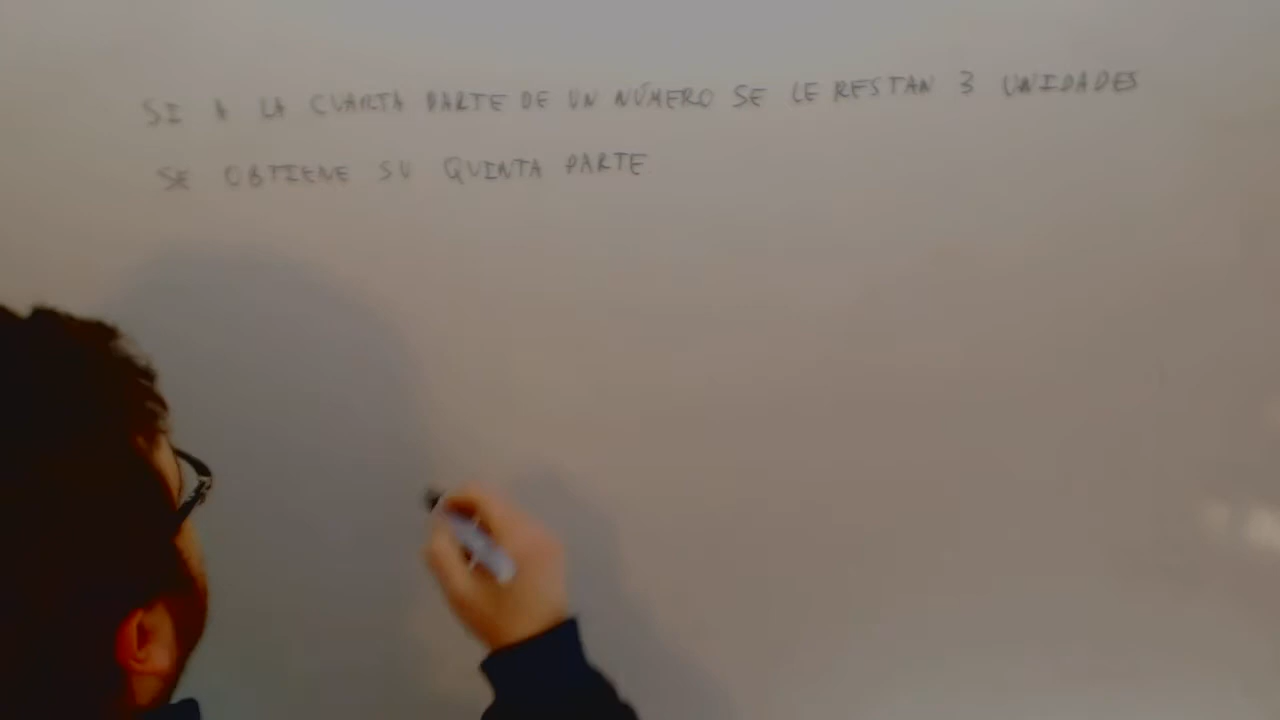 SI A LA CUARTA PARTE DE UN NÚMERO SE LE RESTAN 3 UNIDADES
SE OBTIENE SU QUINTA PARTE